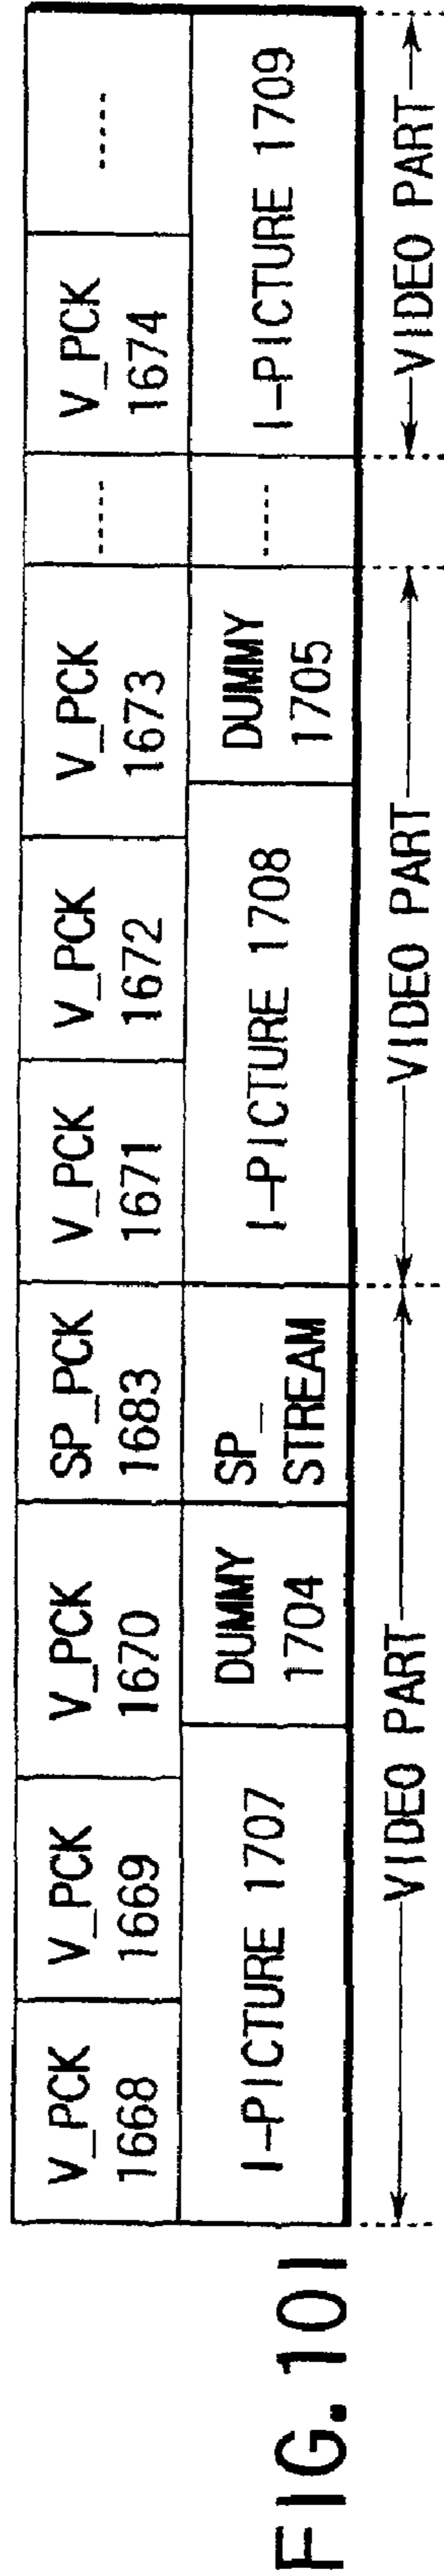 V_PCK
1668
V_PCK
1669
V_PCK
1670
SP_PCK
1683
V_PCK
1671
V_PCK
1672
V_PCK
1673
-----
V_PCK
1674
-----
I-PICTURE 1707
DUMMY
1704
SP_
STREAM
I-PICTURE 1708
DUMMY
1705
-----
I-PICTURE 1709
VIDEO PART
VIDEO PART
VIDEO PART
FIG. 101